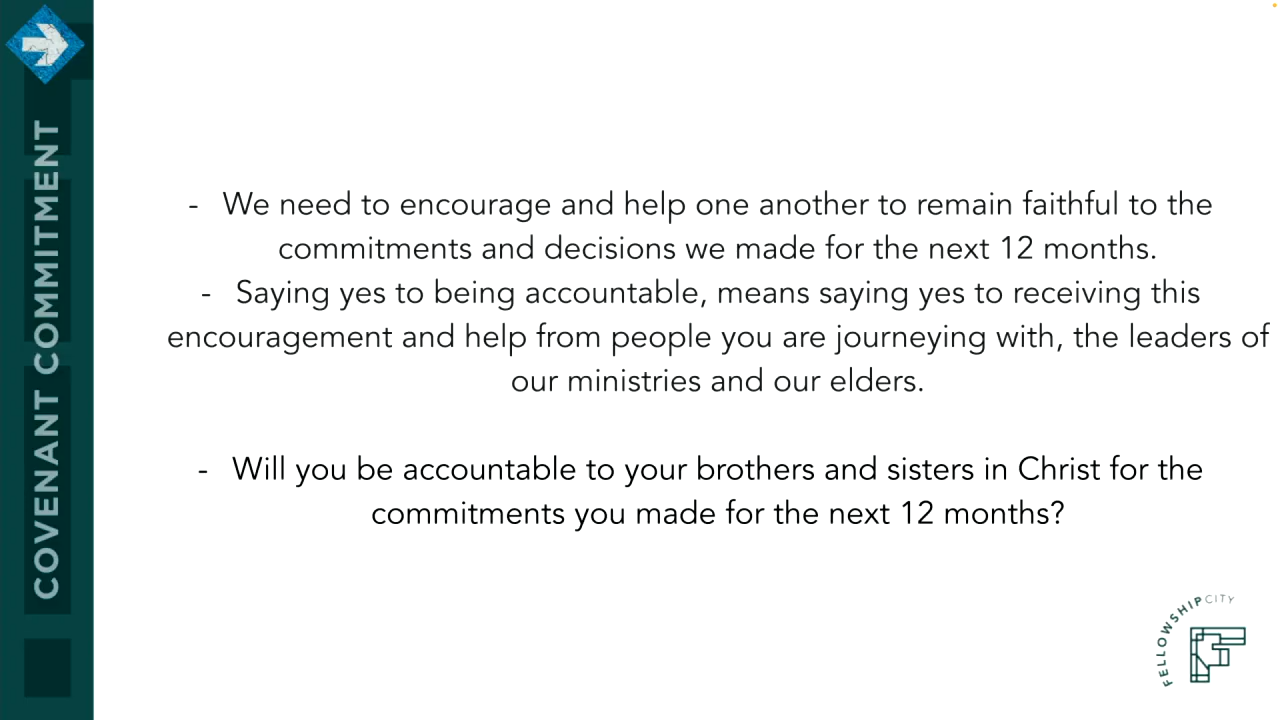 COVENANT COMMITMENT
- We need to encourage and help one another to remain faithful to the
commitments and decisions we made for the next 12 months.
- Saying yes to being accountable, means saying yes to receiving this
encouragement and help from people you are journeying with, the leaders of
our ministries and our elders.
- Will you be accountable to your brothers and sisters in Christ for the
commitments you made for the next 12 months?
FELLOWSHIPCITY